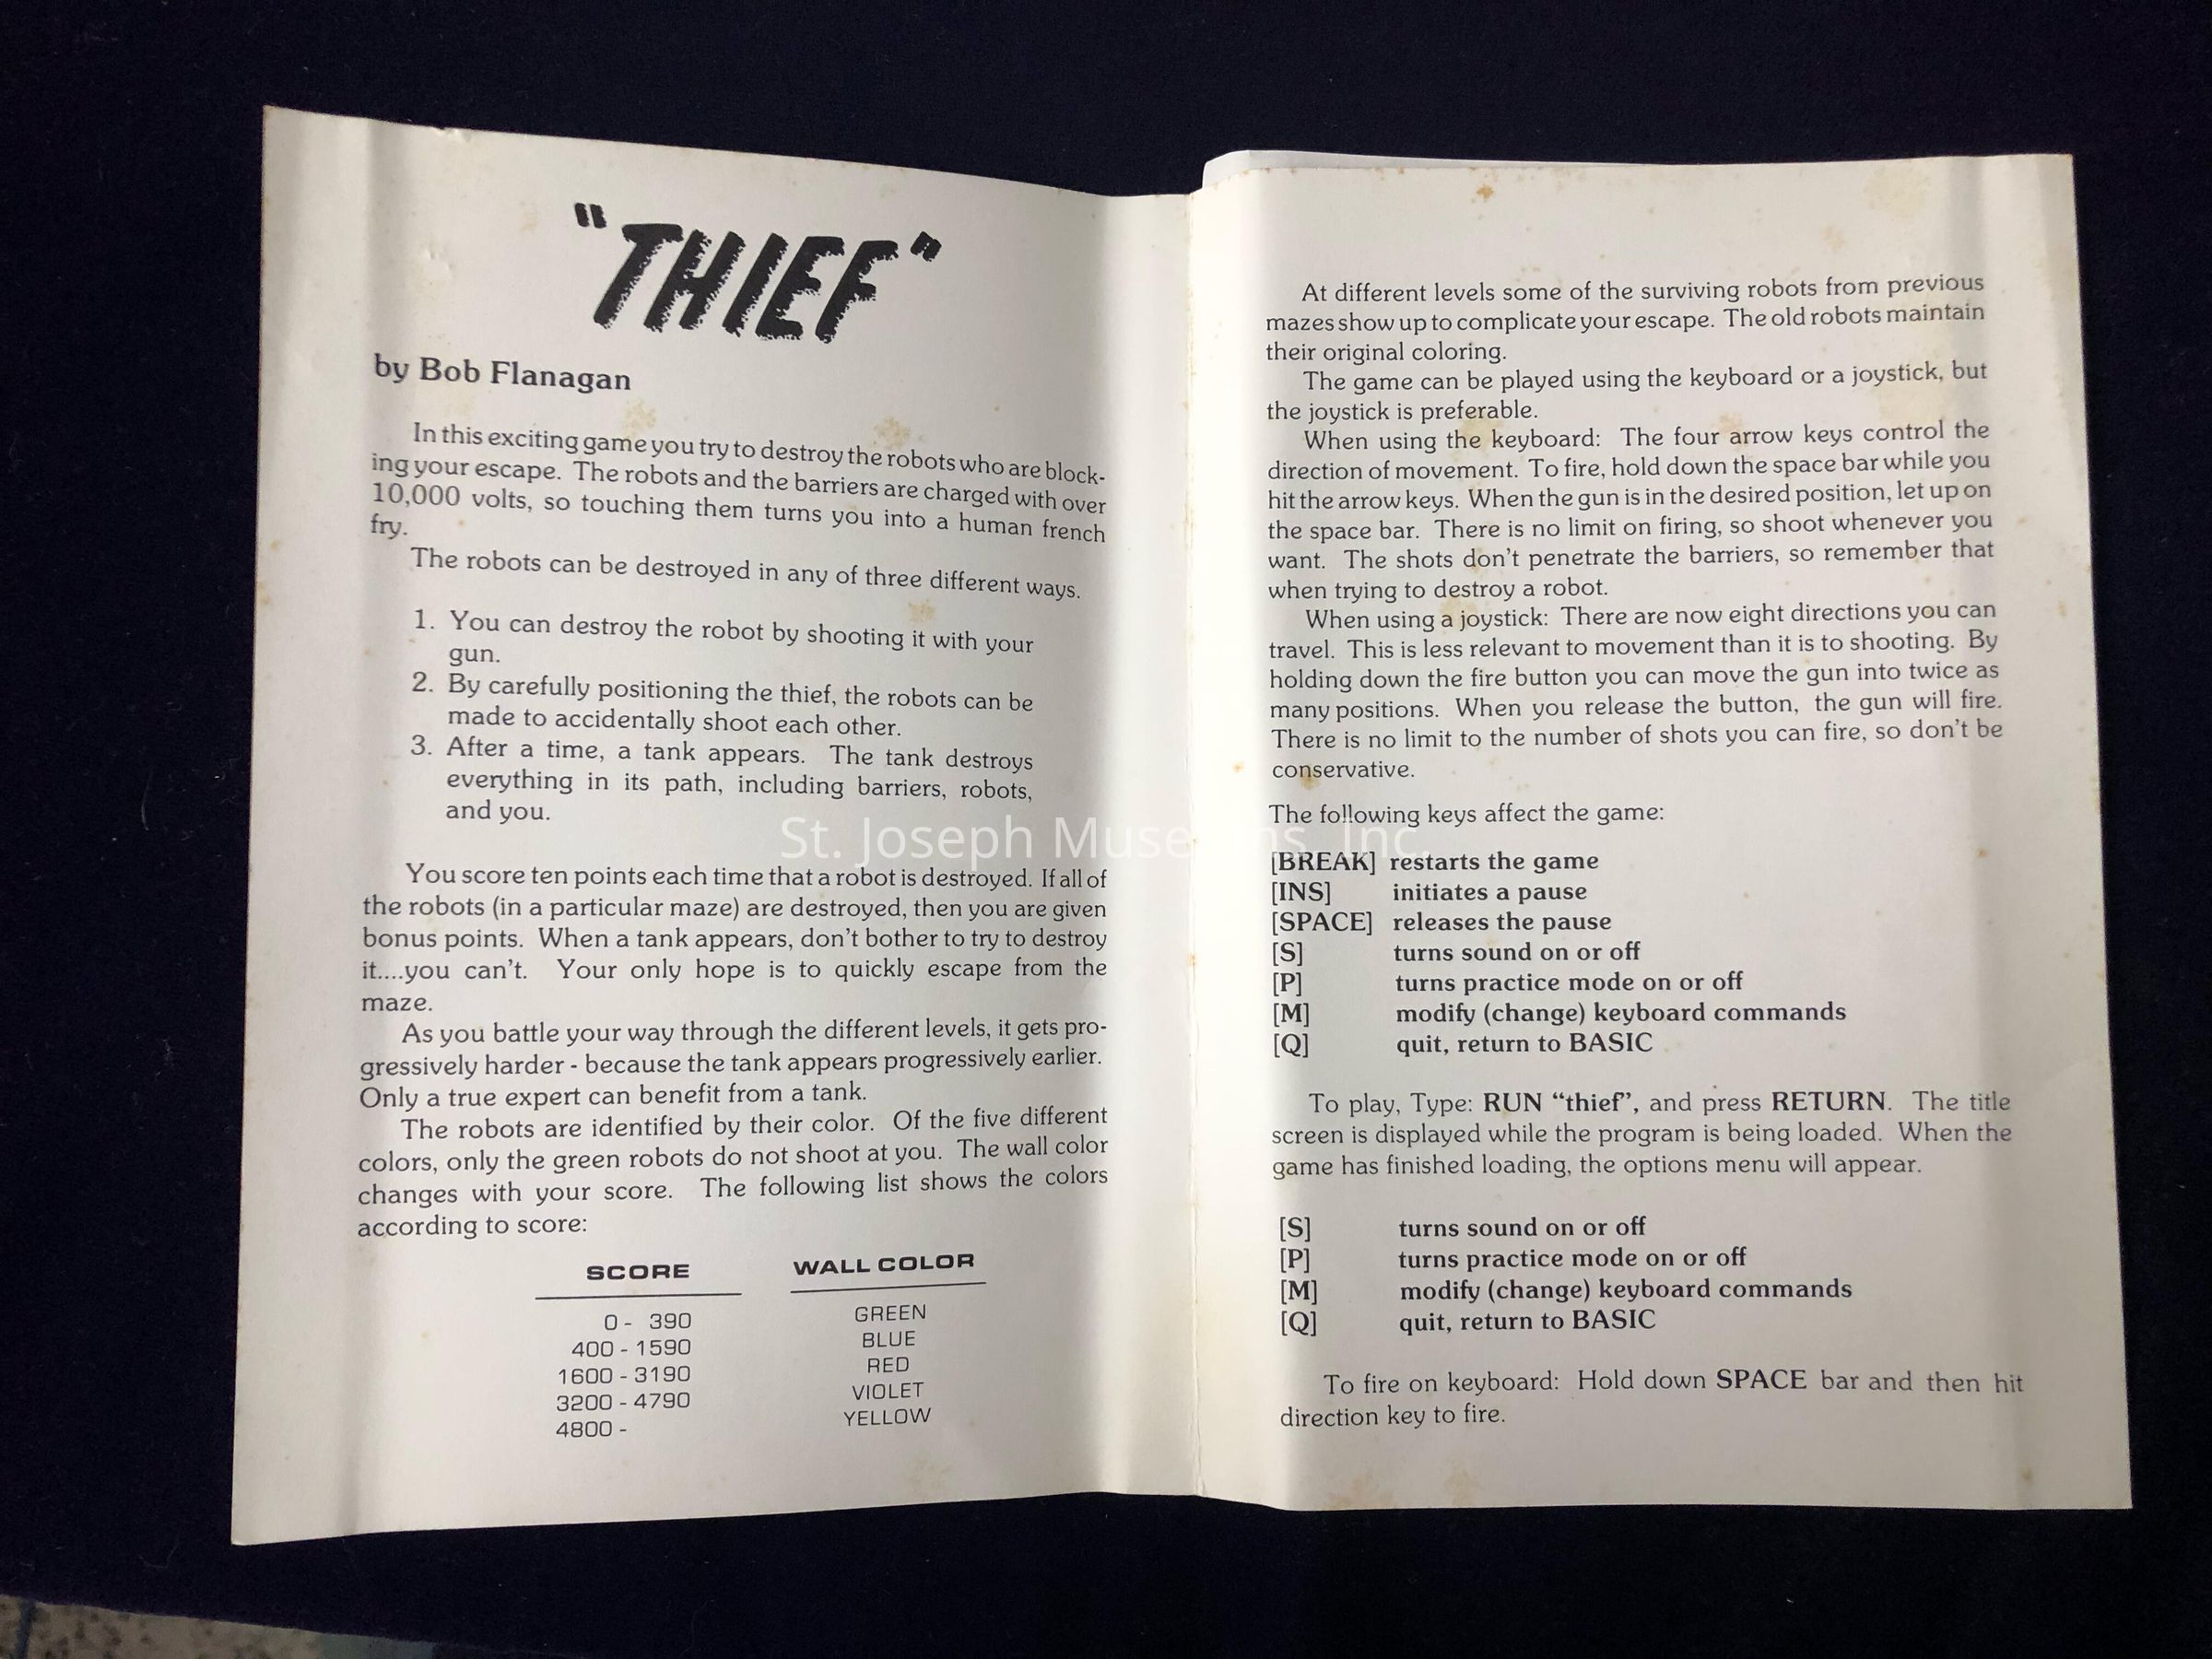 "THIEF"
by Bob Flanagan
In this exciting game you try to destroy the robots who are block-
ing your escape. The robots and the barriers are charged with over
10,000 volts, so touching them turns you into a human french
fry.
The robots can be destroyed in any of three different ways.
1. You can destroy the robot by shooting it with your
gun.
2. By carefully positioning the thief, the robots can be
made to accidentally shoot each other.
3. After a time, a tank appears. The tank destroys
everything in its path, including barriers, robots,
and you.
You score ten points each time that a robot is destroyed. If all of
the robots (in a particular maze) are destroyed, then you are given
bonus points. When a tank appears, don't bother to try to destroy
it....you can't. Your only hope is to quickly escape from the
maze.
As you battle your way through the different levels, it gets pro-
gressively harder - because the tank appears progressively earlier.
Only a true expert can benefit from a tank.
The robots are identified by their color. Of the five different
colors, only the green robots do not shoot at you. The wall color
changes with your score. The following list shows the colors
according to score:
SCORE WALL COLOR
0 - 390 GREEN
400 - 1590 BLUE
1600 - 3190 RED
3200 - 4790 VIOLET
4800 - YELLOW
At different levels some of the surviving robots from previous
mazes show up to complicate your escape. The old robots maintain
their original coloring.
The game can be played using the keyboard or a joystick, but
the joystick is preferable.
When using the keyboard: The four arrow keys control the
direction of movement. To fire, hold down the space bar while you
hit the arrow keys. When the gun is in the desired position, let up on
the space bar. There is no limit on firing, so shoot whenever you
want. The shots don't penetrate the barriers, so remember that
when trying to destroy a robot.
When using a joystick: There are now eight directions you can
travel. This is less relevant to movement than it is to shooting. By
holding down the fire button you can move the gun into twice as
many positions. When you release the button, the gun will fire.
There is no limit to the number of shots you can fire, so don't be
conservative.
The following keys affect the game:
[BREAK] restarts the game
[INS] initiates a pause
[SPACE] releases the pause
[S] turns sound on or off
[P] turns practice mode on or off
[M] modify (change) keyboard commands
[Q] quit, return to BASIC
To play, Type: RUN "thief", and press RETURN. The title
screen is displayed while the program is being loaded. When the
game has finished loading, the options menu will appear.
[S] turns sound on or off
[P] turns practice mode on or off
[M] modify (change) keyboard commands
[Q] quit, return to BASIC
To fire on keyboard: Hold down SPACE bar and then hit
direction key to fire.
St. Joseph Museums, Inc.